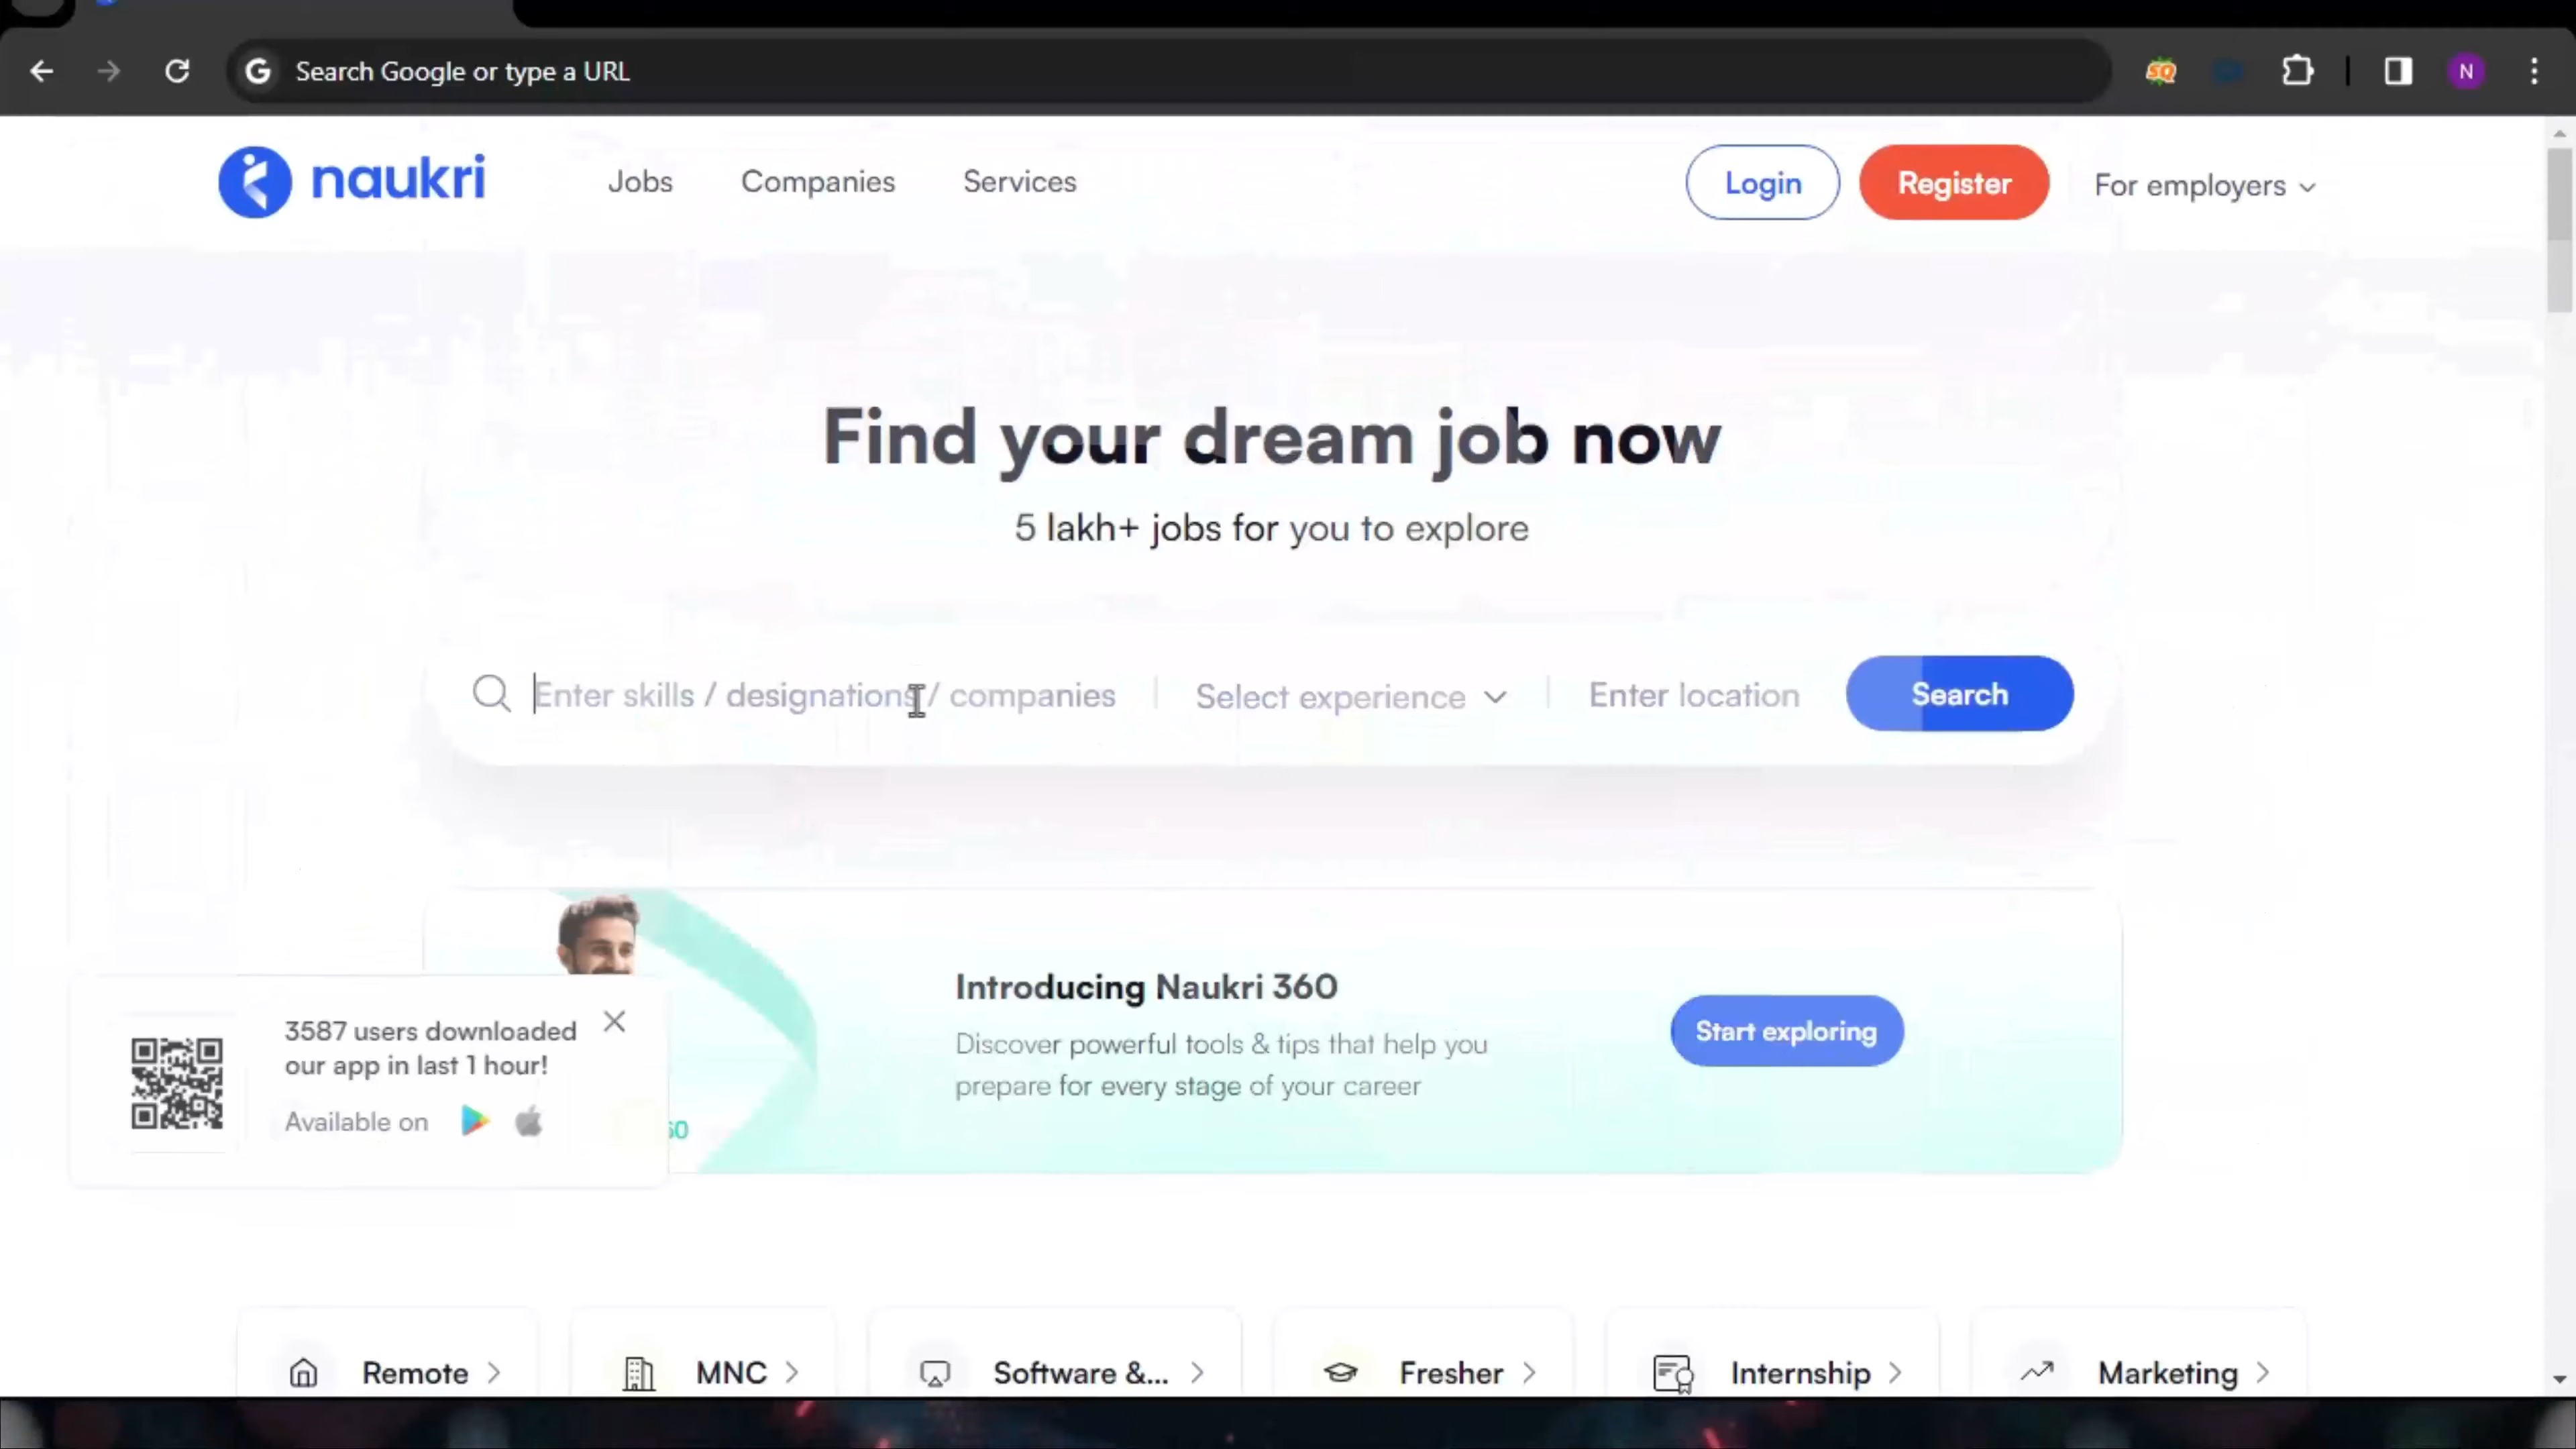 Search Google or type a URL
SQ
N
naukri
Jobs
Companies
Services
Login
Register
For employers
Find your dream job now
5 lakh+ jobs for you to explore
Enter skills / designations / companies
Select experience
Enter location
Search
Introducing Naukri 360
Discover powerful tools & tips that help you
prepare for every stage of your career
Start exploring
3587 users downloaded
our app in last 1 hour!
Available on
60
Remote
MNC
Software &...
Fresher
Internship
Marketing